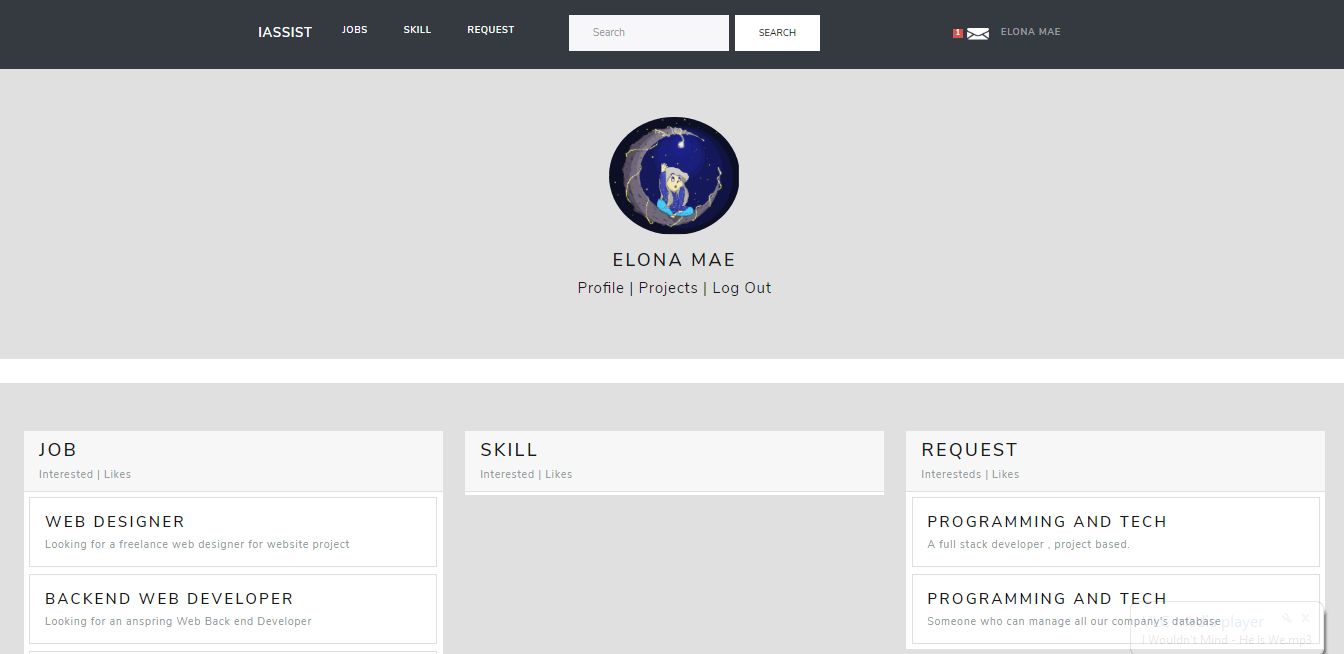 IASSIST JOBS SKILL REQUEST Search SEARCH 1 ELONA MAE
ELONA MAE
Profile | Projects | Log Out
JOB
Interested | Likes
WEB DESIGNER
Looking for a freelance web designer for website project
BACKEND WEB DEVELOPER
Looking for an anspring Web Back end Developer
SKILL
Interested | Likes
REQUEST
Interesteds | Likes
PROGRAMMING AND TECH
A full stack developer , project based.
PROGRAMMING AND TECH
Someone who can manage all our company's database
player
I Wouldn't Mind - He Is We.mp3